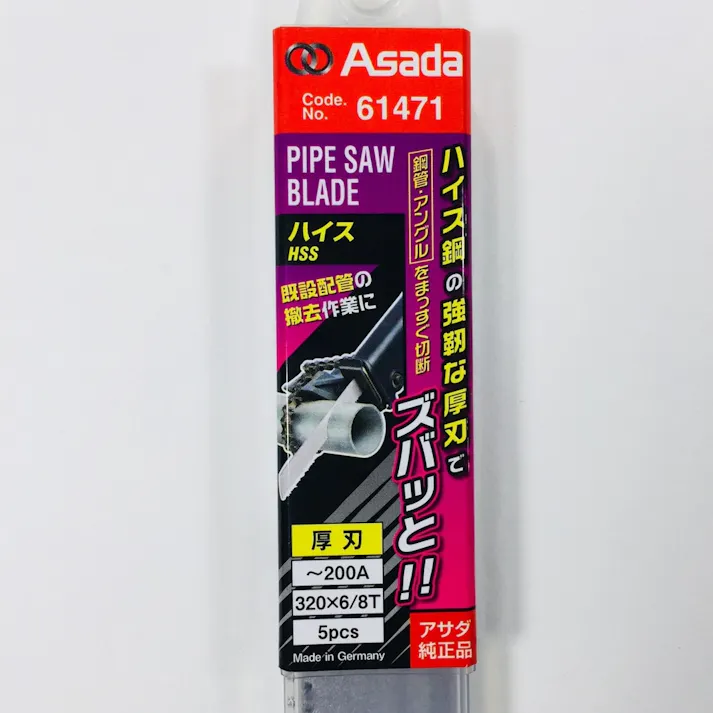 Asada
Code. No. 61471
PIPE SAW
BLADE
ハイス
HSS
既設配管の
撤去作業に
ハイス鋼の強靭な厚刃で
鋼管・アングルをまっすぐ切断
ズバッと!!
厚刃
～200A
320×6/8T
5pcs
Made in Germany
アサダ
純正品